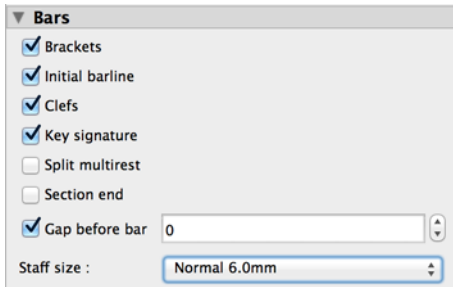 Bars
Brackets
Initial barline
Clefs
Key signature
Split multirest
Section end
Gap before bar 0
Staff size : Normal 6.0mm